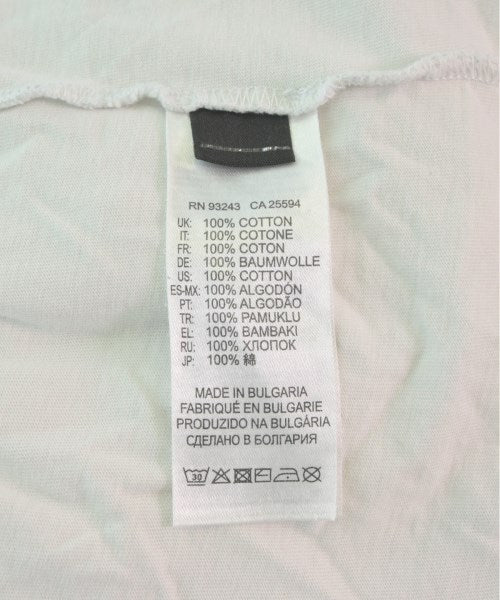 RN 93243 CA 25594
UK: 100% COTTON
IT: 100% COTONE
FR: 100% COTON
DE: 100% BAUMWOLLE
US: 100% COTTON
ES-MX: 100% ALGODÓN
PT: 100% ALGODÃO
TR: 100% PAMUKLU
EL: 100% BAMBAKI
RU: 100% ХЛОПОК
JP: 100% 綿
MADE IN BULGARIA
FABRIQUÉ EN BULGARIE
PRODUZIDO NA BULGÁRIA
СДЕЛАНО В БОЛГАРИЯ
30